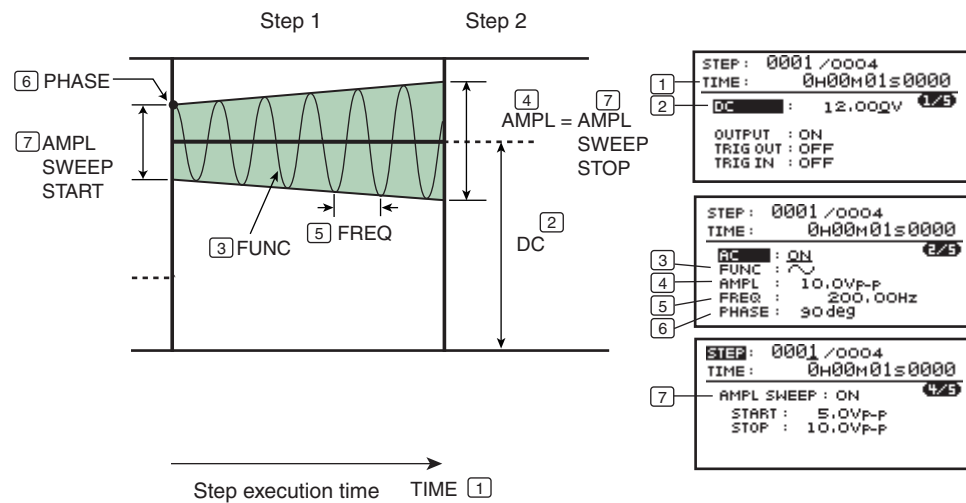 Step 1
Step 2
6 PHASE
7 AMPL
SWEEP
START
4 7
AMPL = AMPL
SWEEP
STOP
2
DC
3 FUNC
5 FREQ
Step execution time TIME 1
STEP: 0001/0004
1 TIME: 0H00M01S0000
2 DC : 12.000V 1/5
OUTPUT : ON
TRIG OUT : OFF
TRIG IN : OFF
STEP: 0001/0004
TIME: 0H00M01S0000
AC : ON 2/5
3 FUNC :
4 AMPL : 10.0Vp-p
5 FREQ : 200.00Hz
6 PHASE : 90deg
STEP: 0001/0004
TIME: 0H00M01S0000
7 AMPL SWEEP : ON 4/5
START : 5.0Vp-p
STOP : 10.0Vp-p